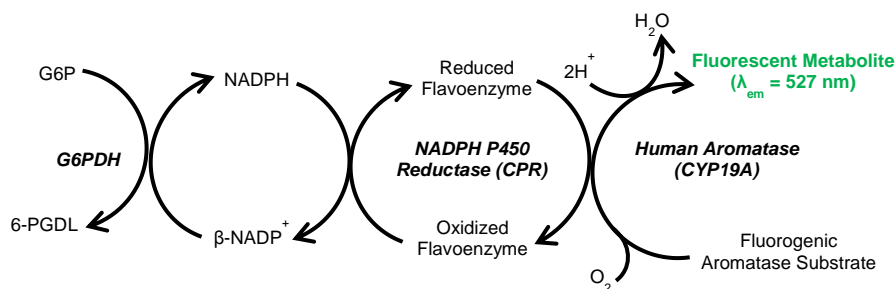 G6P
NADPH
Reduced
Flavoenzyme
2H⁺
H₂O
Fluorescent Metabolite
(λem = 527 nm)
G6PDH
NADPH P450
Reductase (CPR)
Human Aromatase
(CYP19A)
6-PGDL
β-NADP⁺
Oxidized
Flavoenzyme
O₂
Fluorogenic
Aromatase Substrate